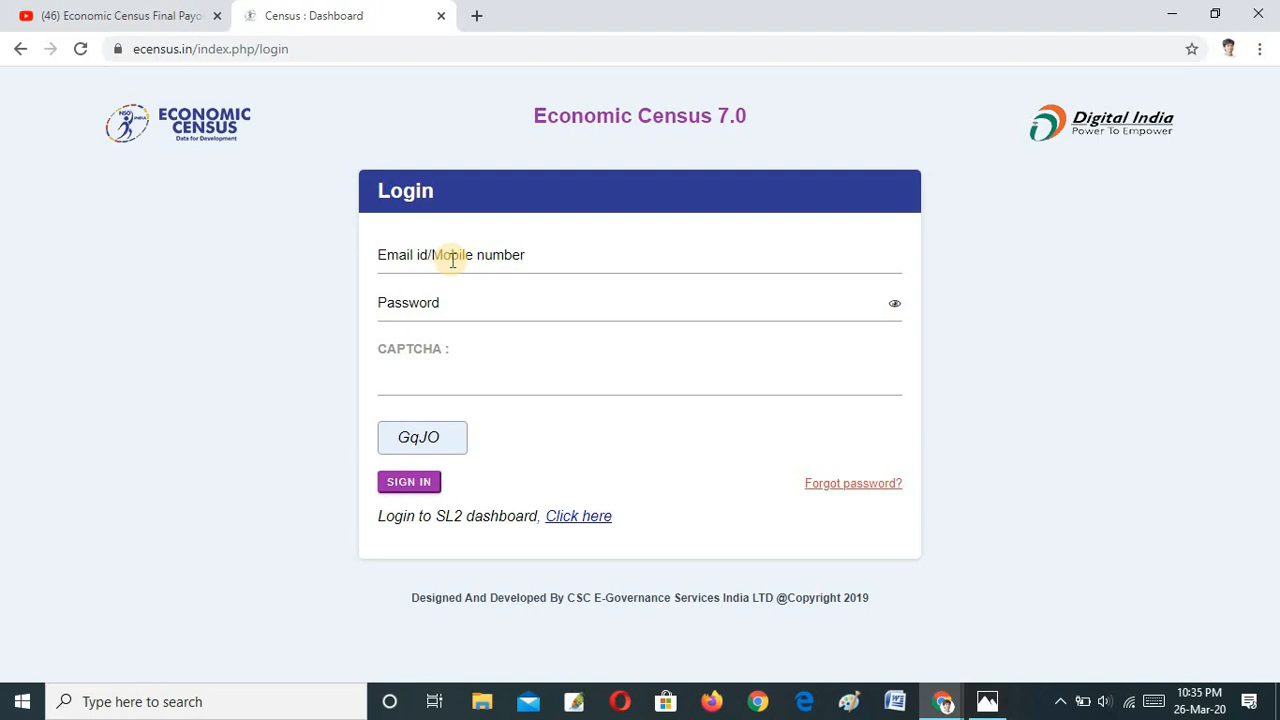 (46) Economic Census Final Payo
Census : Dashboard
ecensus.in/index.php/login
NSO INDIA
ECONOMIC
CENSUS
Data for Development
Economic Census 7.0
Digital India
Power To Empower
Login
Email id/Mobile number
Password
CAPTCHA :
GqJO
SIGN IN
Forgot password?
Login to SL2 dashboard, Click here
Designed And Developed By CSC E-Governance Services India LTD @Copyright 2019
Type here to search
10:35 PM
26-Mar-20